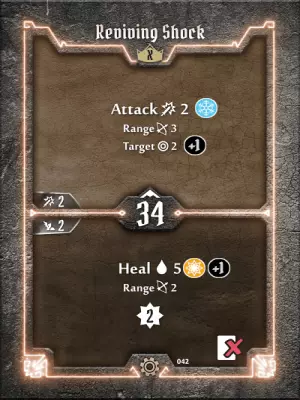 Reviving Shock
X
Attack 2
Range 3
Target 2 +1
2
34
2
Heal 5 +1
Range 2
2
042